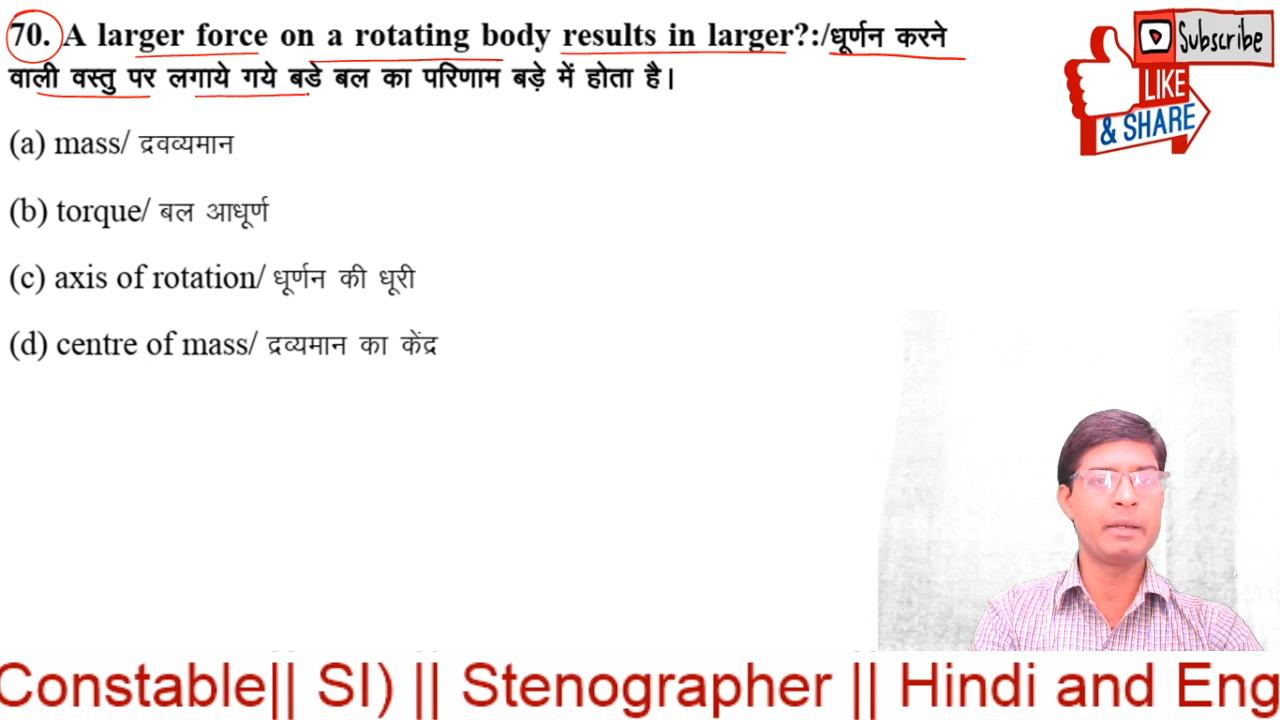 70. A larger force on a rotating body results in larger?:/धूर्णन करने
वाली वस्तु पर लगाये गये बडे बल का परिणाम बड़े में होता है।
(a) mass/ द्रवव्यमान
(b) torque/ बल आधूर्ण
(c) axis of rotation/ धूर्णन की धूरी
(d) centre of mass/ द्रव्यमान का केंद्र
Subscribe
LIKE
& SHARE
Constable|| SI) || Stenographer || Hindi and Eng